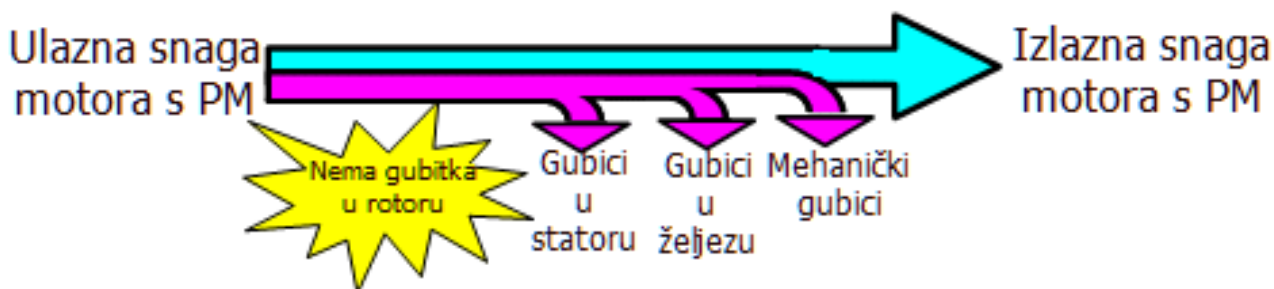 Ulazna snaga
motora s PM
Izlazna snaga
motora s PM
Nema gubitka
u rotoru
Gubici
u
statoru
Gubici
u
željezu
Mehanički
gubici